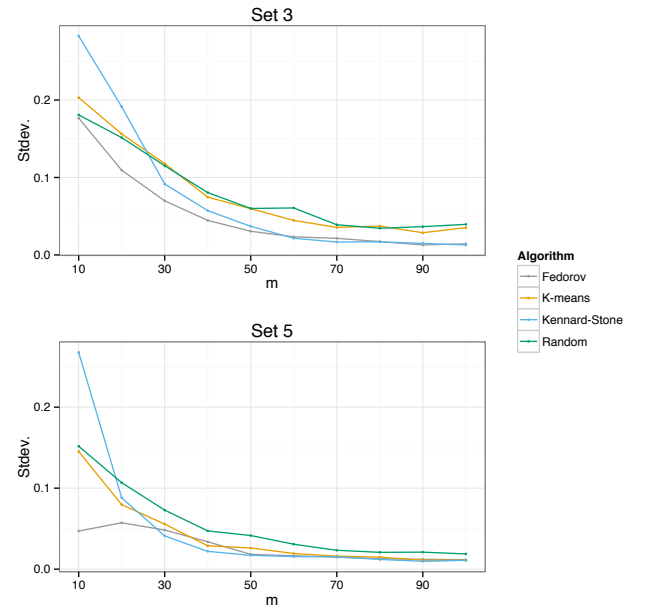 Set 3
Stdev.
0.2
0.1
0.0
10 30 50 70 90
m
Algorithm
Fedorov
K-means
Kennard-Stone
Random
Set 5
Stdev.
0.2
0.1
0.0
10 30 50 70 90
m